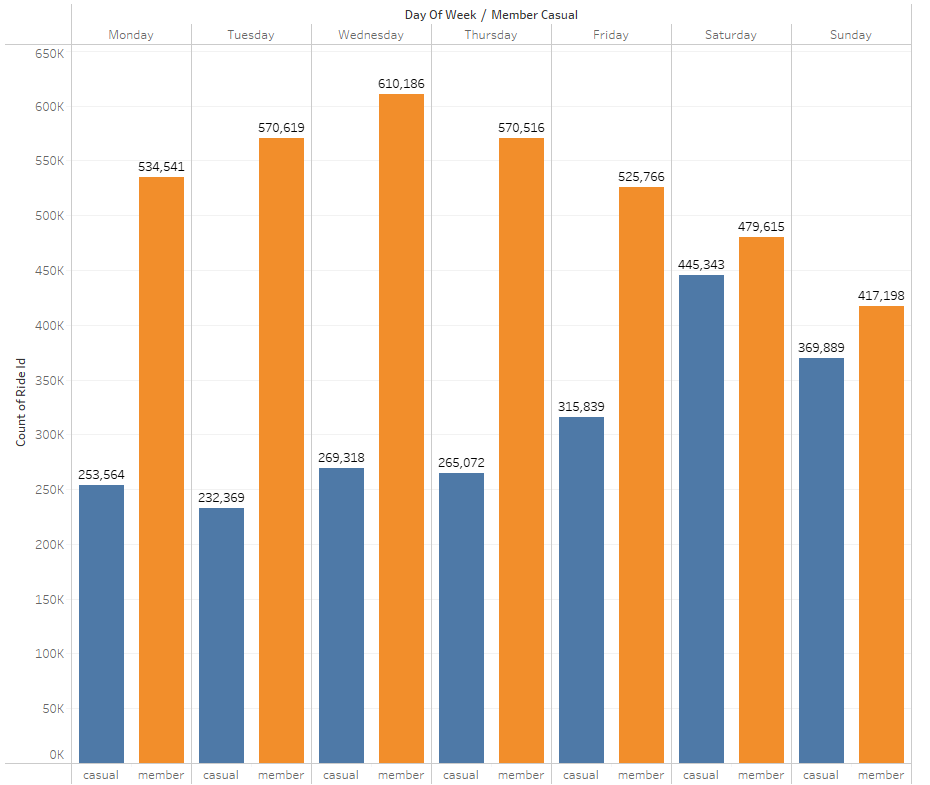 Day Of Week / Member Casual
Monday Tuesday Wednesday Thursday Friday Saturday Sunday
650K
600K
550K
500K
450K
400K
350K
300K
250K
200K
150K
100K
50K
0K
Count of Ride Id
253,564
534,541
232,369
570,619
269,318
610,186
265,072
570,516
315,839
525,766
445,343
479,615
369,889
417,198
casual member casual member casual member casual member casual member casual member casual member